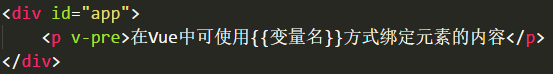 <div id="app">
    <p v-pre>在Vue中可使用{{变量名}}方式绑定元素的内容</p>
</div>